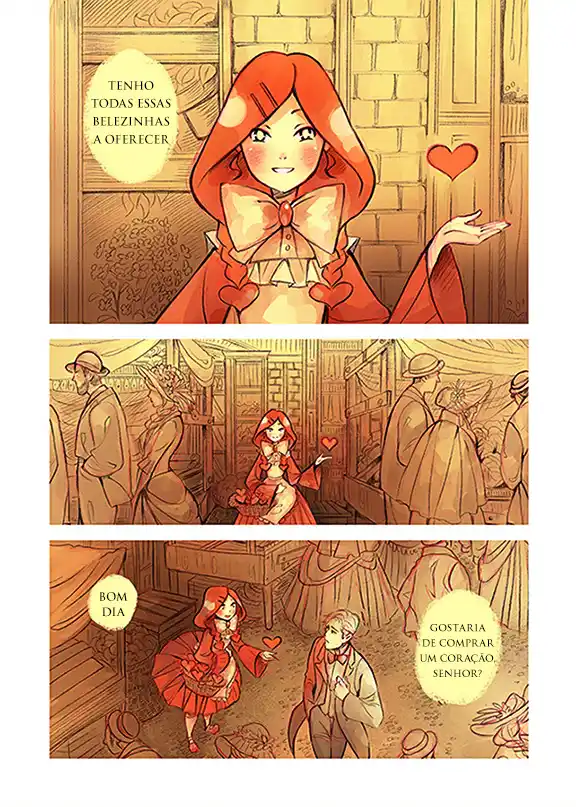 TENHO
TODAS ESSAS
BELEZINHAS
A OFERECER
BOM
DIA
GOSTARIA
DE COMPRAR
UM CORAÇÃO,
SENHOR?